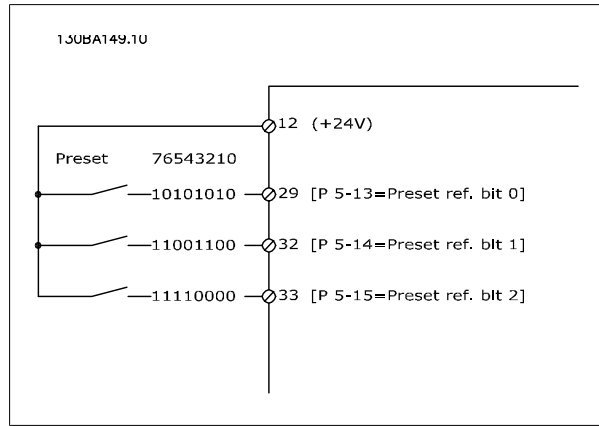 130BA149.10
12 (+24V)
Preset 76543210
10101010 29 [P 5-13=Preset ref. bit 0]
11001100 32 [P 5-14=Preset ref. bit 1]
11110000 33 [P 5-15=Preset ref. bit 2]